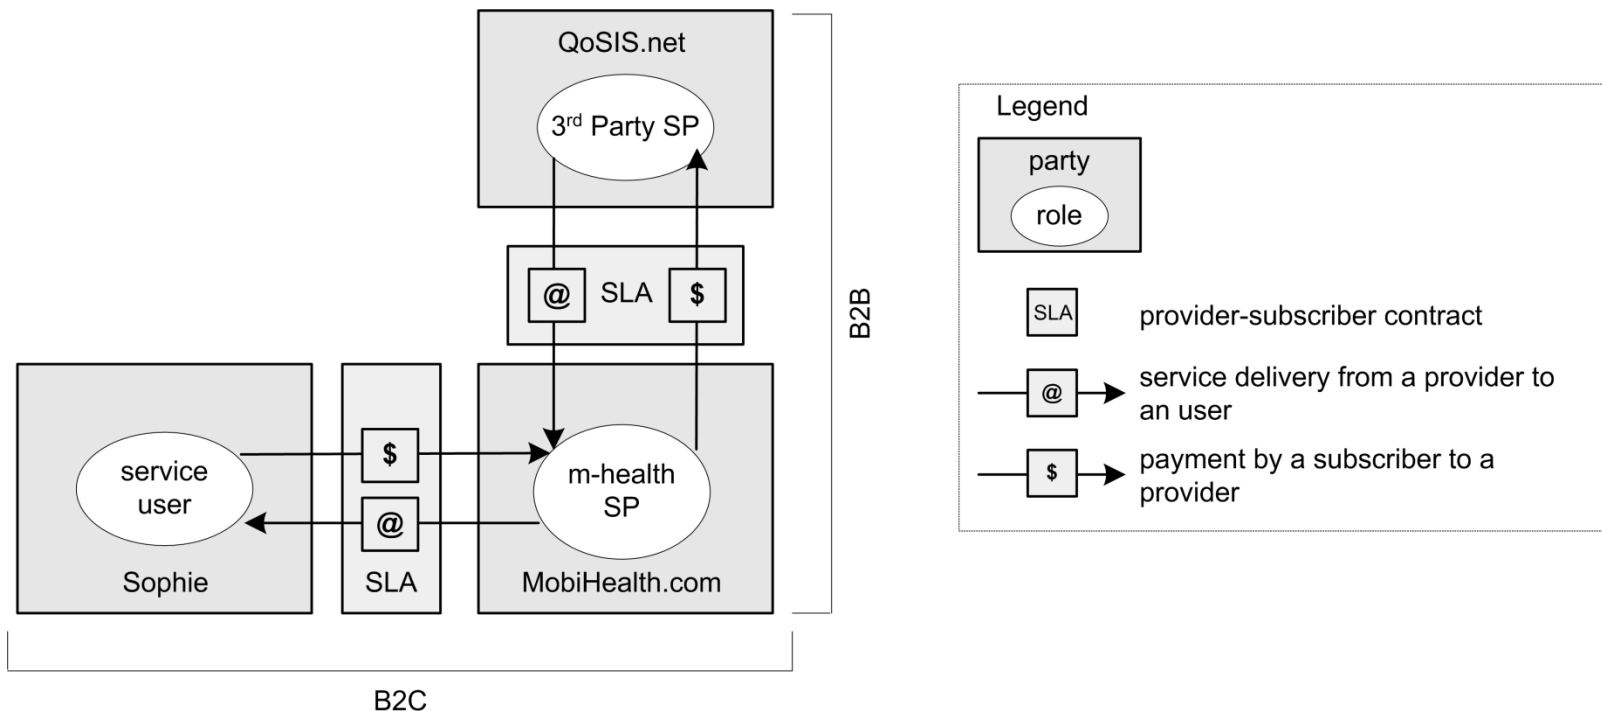 QoSIS.net
3rd Party SP
@ SLA $
B2B
service
user
Sophie
$
@
SLA
m-health
SP
MobiHealth.com
B2C
Legend
party
role
SLA
provider-subscriber contract
@
service delivery from a provider to
an user
$
payment by a subscriber to a
provider